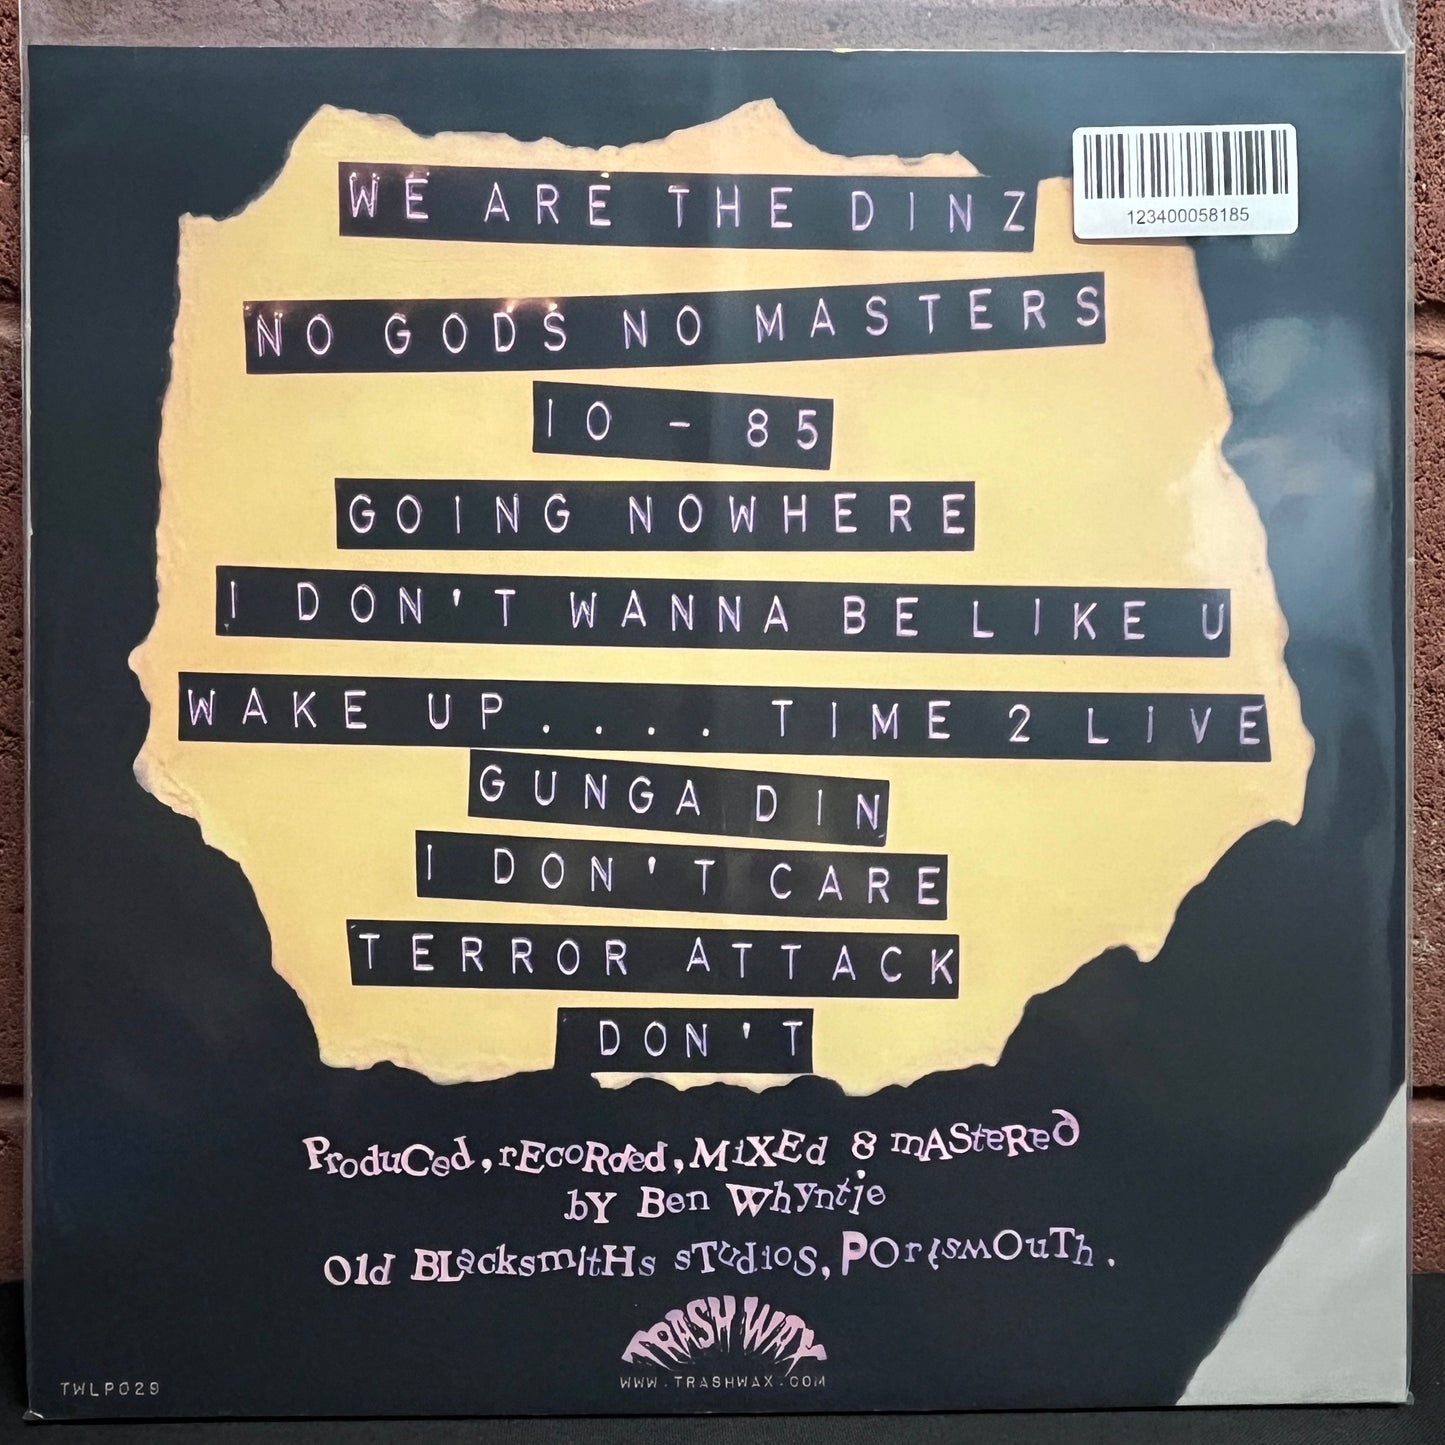 WE ARE THE DINZ
123400058185
NO GODS NO MASTERS
10 - 85
GOING NOWHERE
I DON'T WANNA BE LIKE U
WAKE UP.... TIME 2 LIVE
GUNGA DIN
I DON'T CARE
TERROR ATTACK
DON'T
ProduCed, rEcoRded, MiXEd & mASteReD
bY Ben Whyntie
Old BLacksmitHs sTudioS, POrtsmOuTh.
TRASH WAX
WWW.TRASHWAX.COM
TWLP029